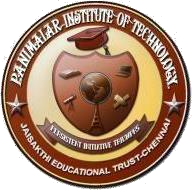 PANIMALAR INSTITUTE OF TECHNOLOGY
PERSISTENT INITIATIVE TRIUMPHS
JAISAKTHI EDUCATIONAL TRUST-CHENNAI